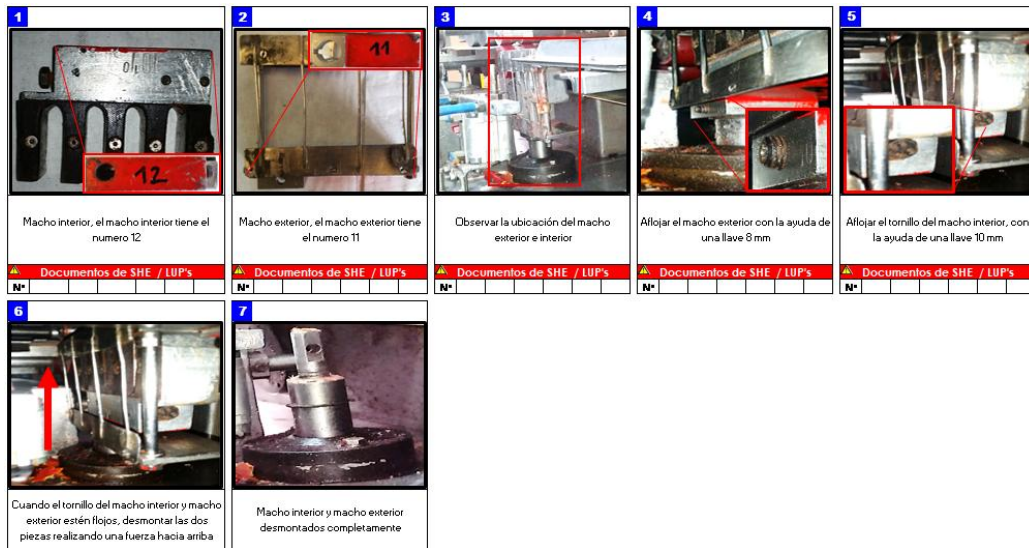 1
12
Macho interior, el macho interior tiene el
numero 12
Documentos de SHE / LUP's
Nº
2
11
Macho exterior, el macho exterior tiene
el numero 11
Documentos de SHE / LUP's
Nº
3
Observar la ubicación del macho
exterior e interior
Documentos de SHE / LUP's
Nº
4
Aflojar el macho exterior con la ayuda de
una llave 8 mm
Documentos de SHE / LUP's
Nº
5
Aflojar el tornillo del macho interior, con
la ayuda de una llave 10 mm
Documentos de SHE / LUP's
Nº
6
Cuando el tornillo del macho interior y macho
exterior estén flojos, desmontar las dos
piezas realizando una fuerza hacia arriba
7
Macho interior y macho exterior
desmontados completamente